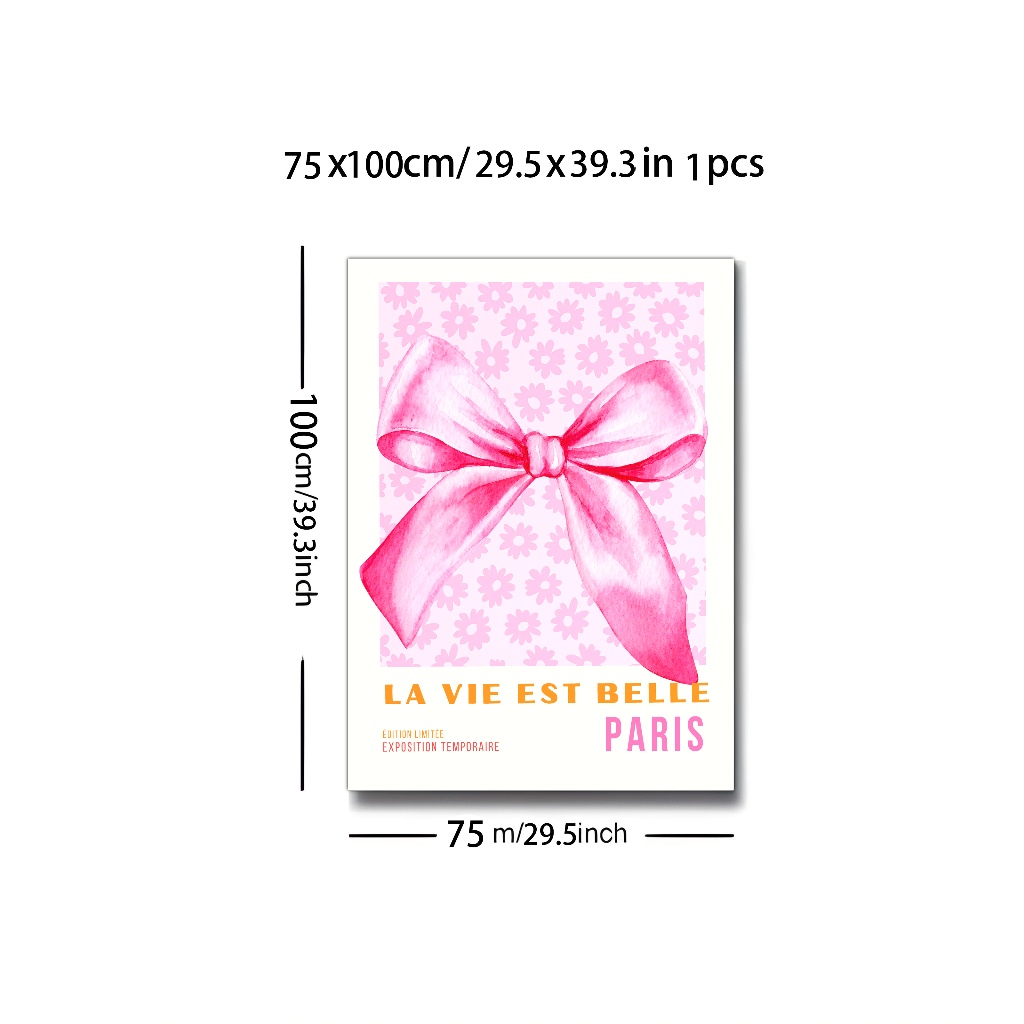 75x100cm/ 29.5x39.3in 1pcs
100cm/39.3inch
LA VIE EST BELLE
PARIS
EDITION LIMITÉE
EXPOSITION TEMPORAIRE
75 m/29.5inch